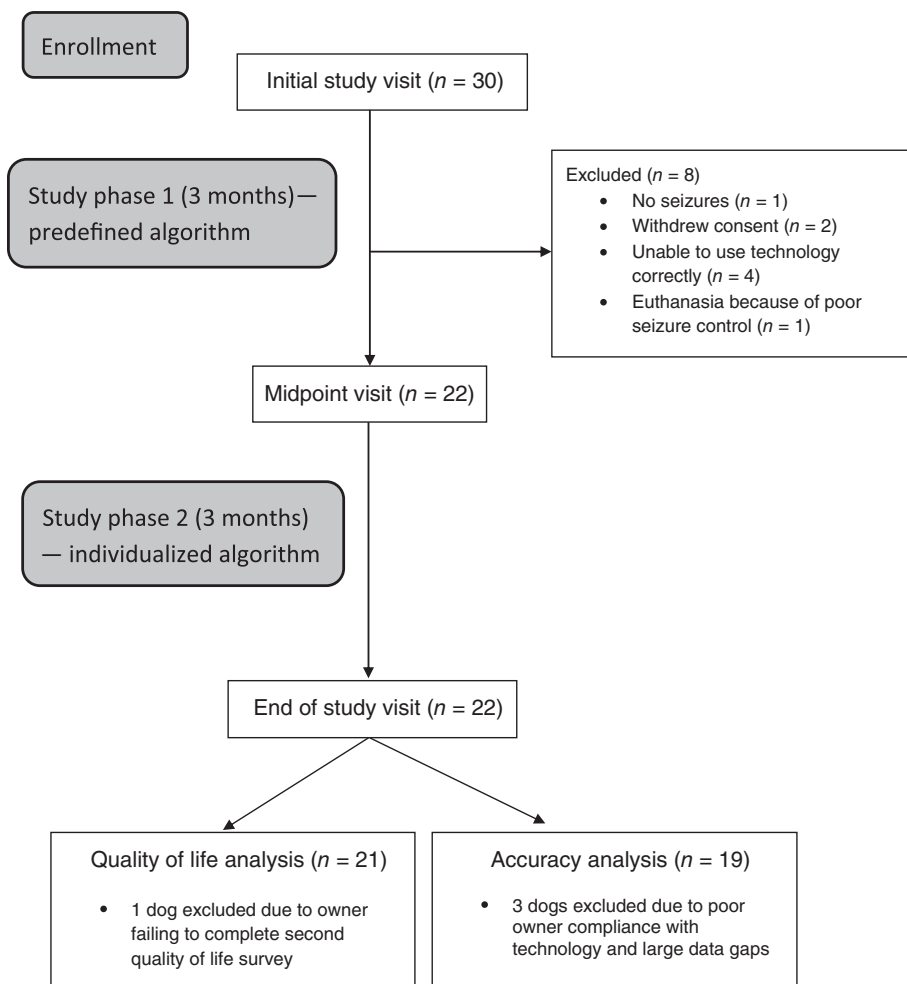 Enrollment
Initial study visit (n = 30)
Study phase 1 (3 months)—
predefined algorithm
Excluded (n = 8)
• No seizures (n = 1)
• Withdrew consent (n = 2)
• Unable to use technology
correctly (n = 4)
• Euthanasia because of poor
seizure control (n = 1)
Midpoint visit (n = 22)
Study phase 2 (3 months)
— individualized algorithm
End of study visit (n = 22)
Quality of life analysis (n = 21)
• 1 dog excluded due to owner
failing to complete second
quality of life survey
Accuracy analysis (n = 19)
• 3 dogs excluded due to poor
owner compliance with
technology and large data gaps